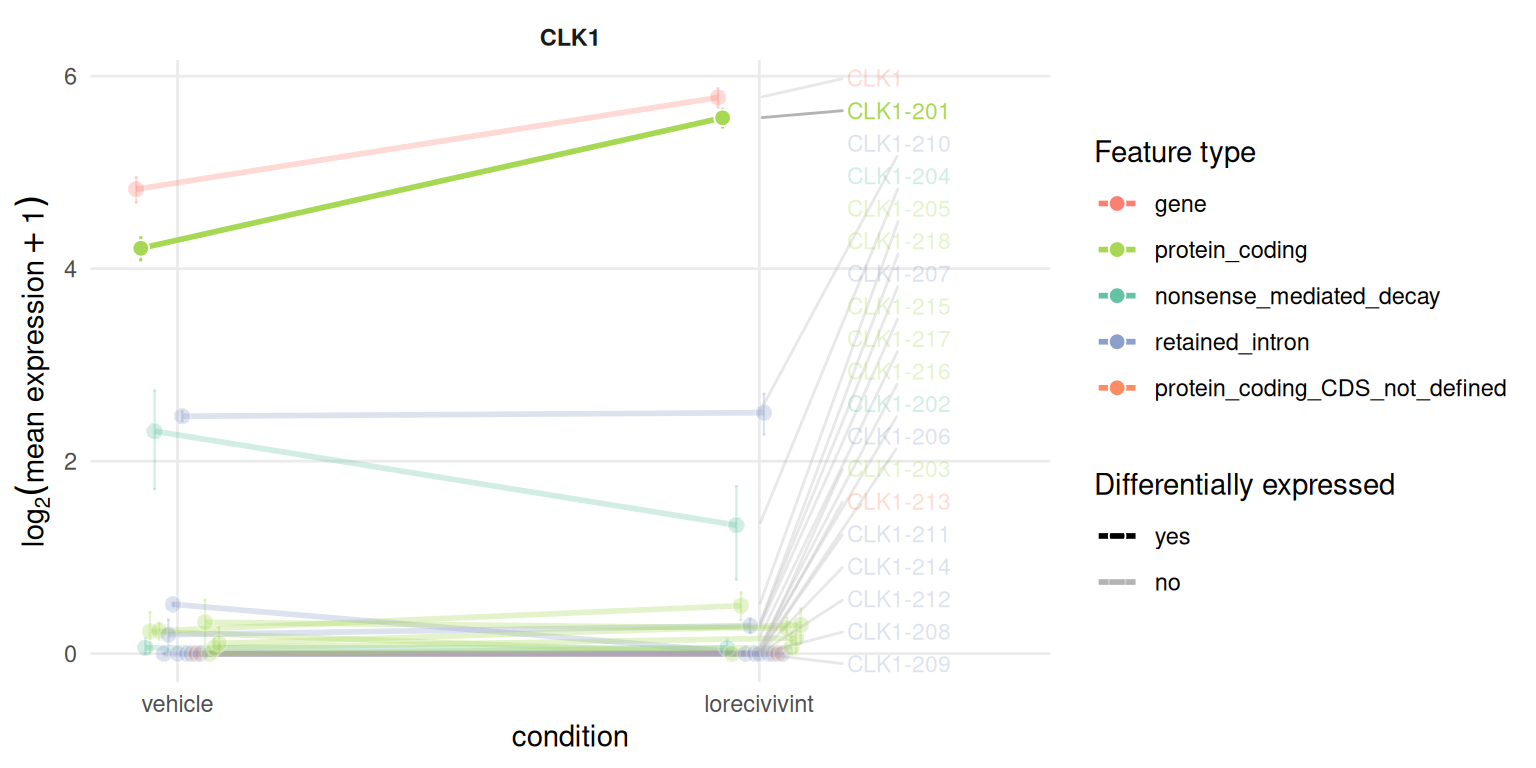 CLK1
log2(mean expression + 1)
6
4
2
0
vehicle
lorecivivint
condition
CLK1
CLK1-201
CLK1-210
CLK1-204
CLK1-205
CLK1-218
CLK1-207
CLK1-215
CLK1-217
CLK1-216
CLK1-202
CLK1-206
CLK1-203
CLK1-213
CLK1-211
CLK1-214
CLK1-212
CLK1-208
CLK1-209
Feature type
gene
protein_coding
nonsense_mediated_decay
retained_intron
protein_coding_CDS_not_defined
Differentially expressed
yes
no